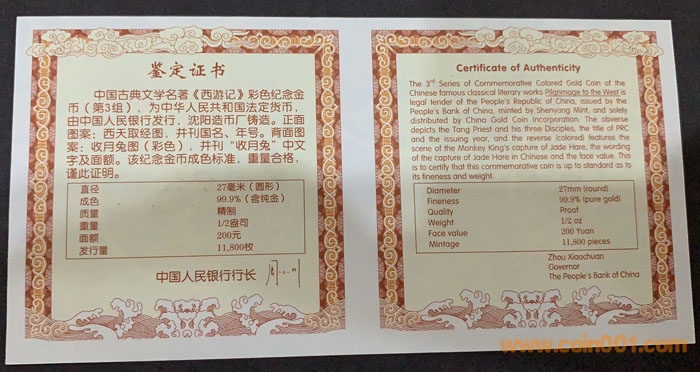 鉴定证书
中国古典文学名著《西游记》彩色纪念金
币（第3组），为中华人民共和国法定货币，
由中国人民银行发行，沈阳造币厂铸造。正面
图案：西天取经图，并刊国名、年号。背面图
案：收月兔图（彩色），并刊“收月兔”中文
字及面额。该纪念金币成色标准，重量合格，
谨此证明。
直径 27毫米（圆形）
成色 99.9%（含纯金）
质量 精制
重量 1/2盎司
面额 200元
发行量 11,800枚
中国人民银行行长
Certificate of Authenticity
The 3rd Series of Commemorative Colored Gold Coin of the
Chinese famous classical literary works Pilgrimage to the West is
legal tender of the People's Republic of China, issued by the
People's Bank of China, minted by Shenyang Mint, and solely
distributed by China Gold Coin Incorporation. The obverse
depicts the Tang Priest and his three Disciples, the title of PRC
and the issuing year, and the reverse (colored) features the
scene of the Monkey King's capture of Jade Hare, the wording
of the capture of Jade Hare in Chinese and the face value. This
is to certify that this commemorative coin is up to standard as to
its fineness and weight.
Diameter 27mm (round)
Fineness 99.9% (pure gold)
Quality Proof
Weight 1/2 oz
Face value 200 Yuan
Mintage 11,800 pieces
Zhou Xiaochuan
Governor
The People's Bank of China
www.coin001.com